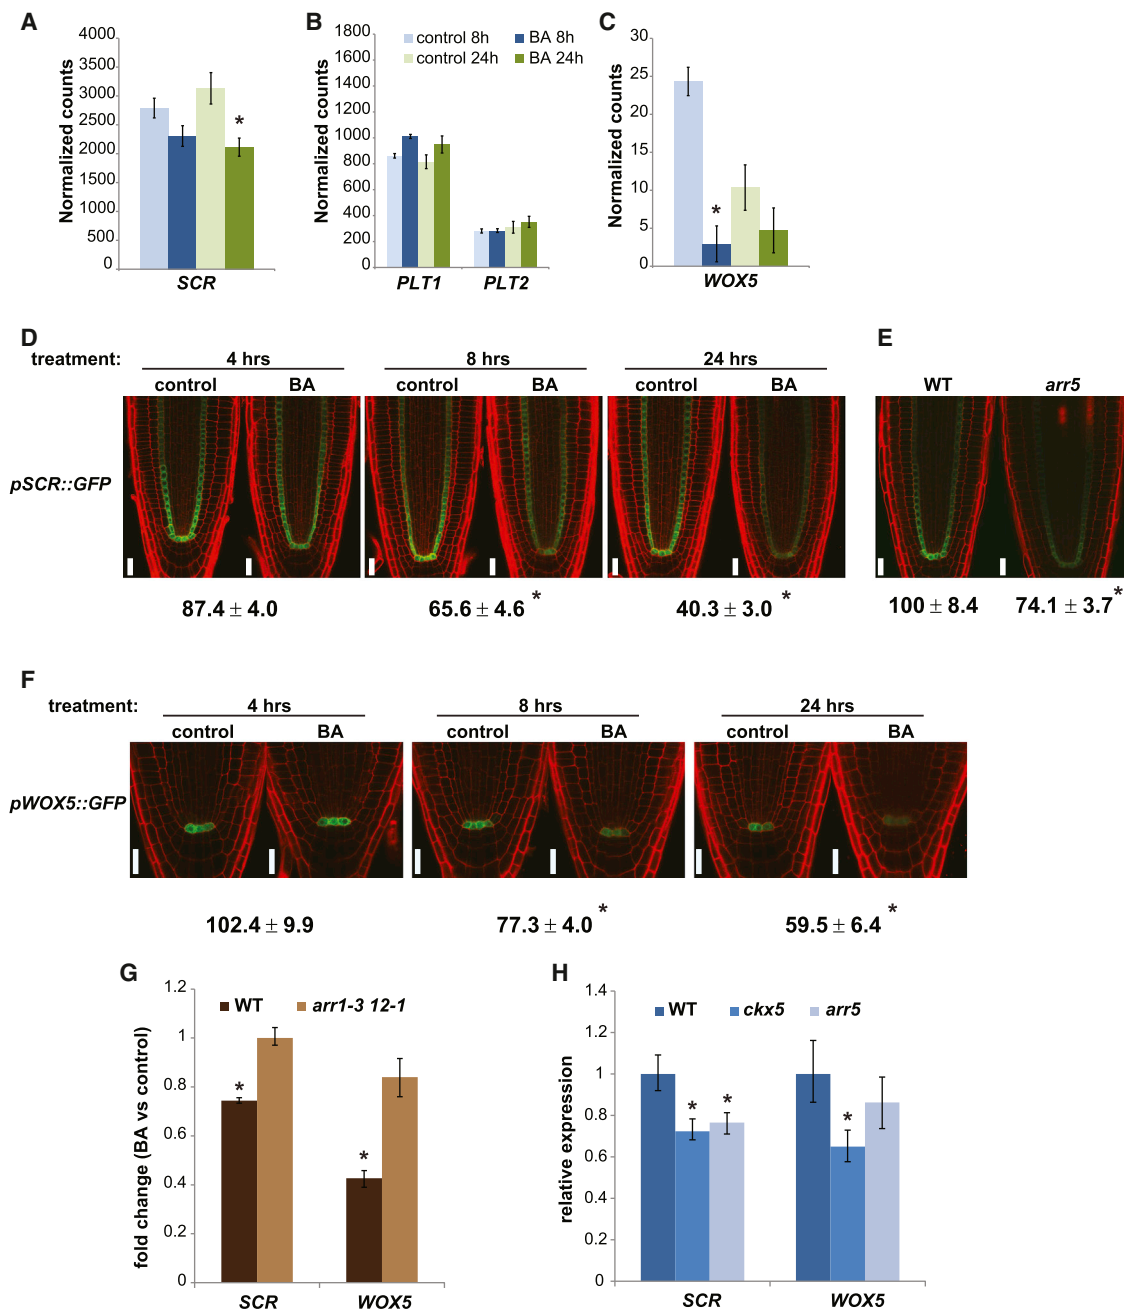 A
Normalized counts
4000
3500
3000
2500
2000
1500
1000
500
0
*
SCR
B
Normalized counts
1800
1600
1400
1200
1000
800
600
400
200
0
control 8h BA 8h
control 24h BA 24h
PLT1 PLT2
C
Normalized counts
30
25
20
15
10
5
0
*
WOX5
D
treatment: 4 hrs 8 hrs 24 hrs
control BA control BA control BA
pSCR::GFP
87.4 ± 4.0 65.6 ± 4.6 * 40.3 ± 3.0 *
E
WT arr5
100 ± 8.4 74.1 ± 3.7 *
F
treatment: 4 hrs 8 hrs 24 hrs
control BA control BA control BA
pWOX5::GFP
102.4 ± 9.9 77.3 ± 4.0 * 59.5 ± 6.4 *
G
fold change (BA vs control)
1.2
1
0.8
0.6
0.4
0.2
0
WT arr1-3 12-1
* *
SCR WOX5
H
relative expression
1.4
1.2
1
0.8
0.6
0.4
0.2
0
WT ckx5 arr5
* * *
SCR WOX5